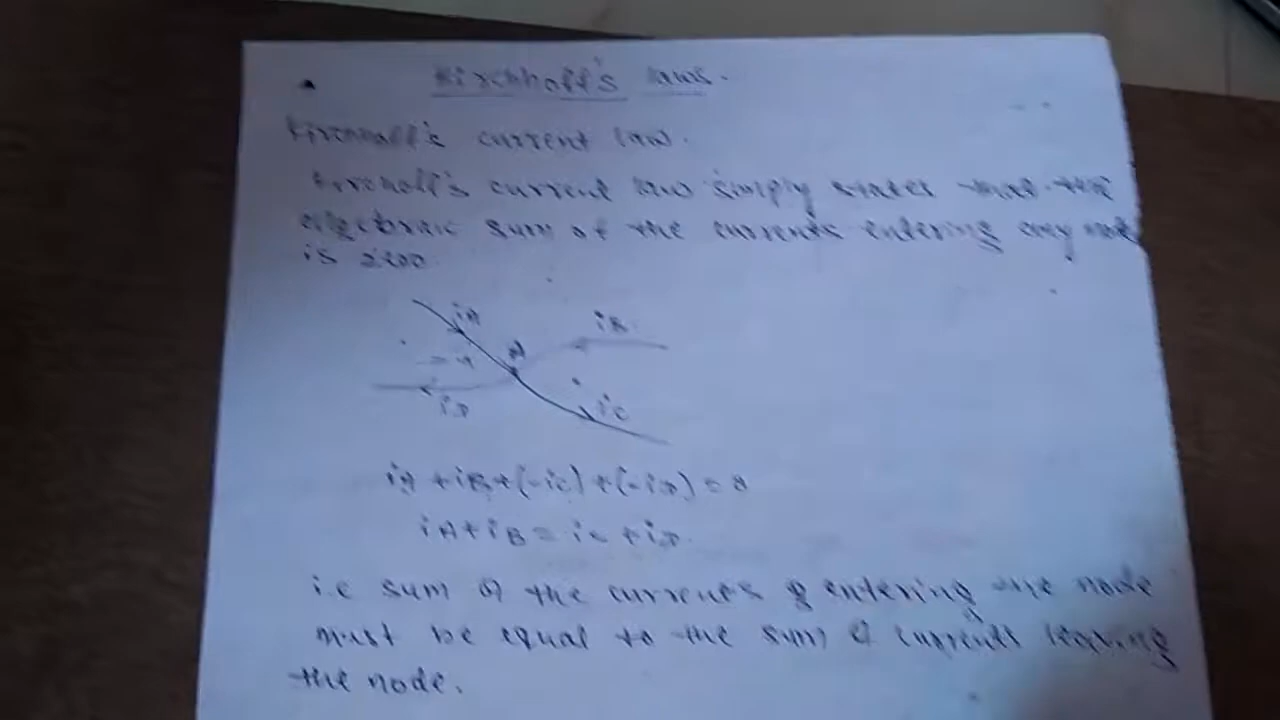 Kirchhoff's laws.
Kirchoff's current law.
Kirchoff's current law simply states that the
algebraic sum of the currents entering any node
is zero
iA
iB
A
iD
iC
iA + iB + (-iC) + (-iD) = 0
iA + iB = iC + iD.
i.e sum of the currents entering the node
must be equal to the sum of currents leaving
the node.